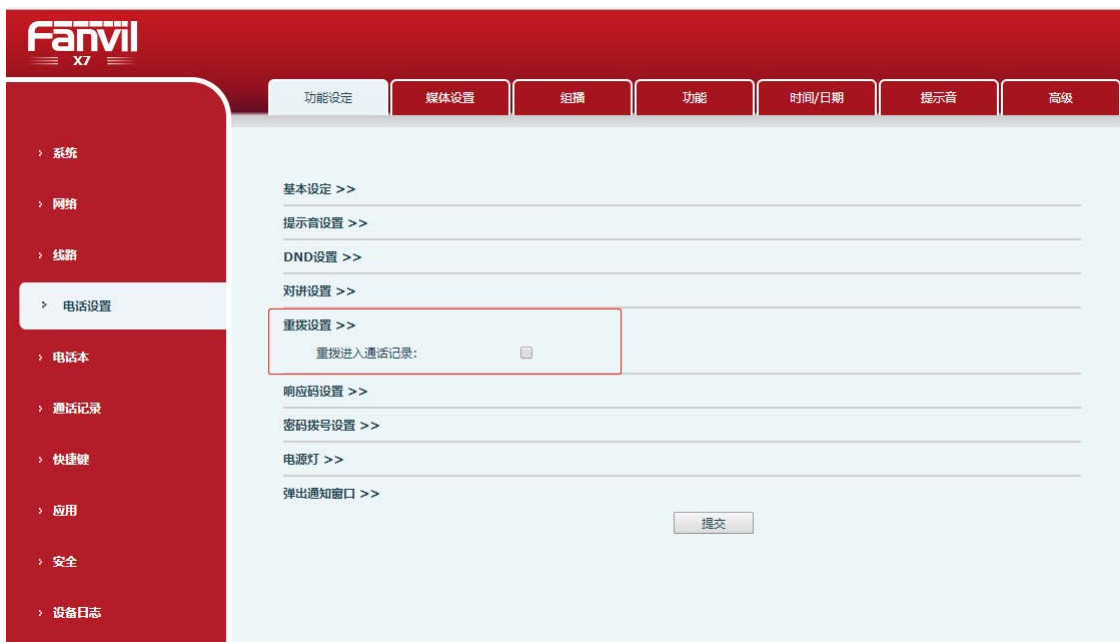 Fanvil
X7
功能设定 媒体设置 组播 功能 时间/日期 提示音 高级
› 系统
› 网络
› 线路
› 电话设置
› 电话本
› 通话记录
› 快捷键
› 应用
› 安全
› 设备日志
基本设定 >>
提示音设置 >>
DND设置 >>
对讲设置 >>
重拨设置 >>
重拨进入通话记录:
响应码设置 >>
密码拨号设置 >>
电源灯 >>
弹出通知窗口 >>
提交